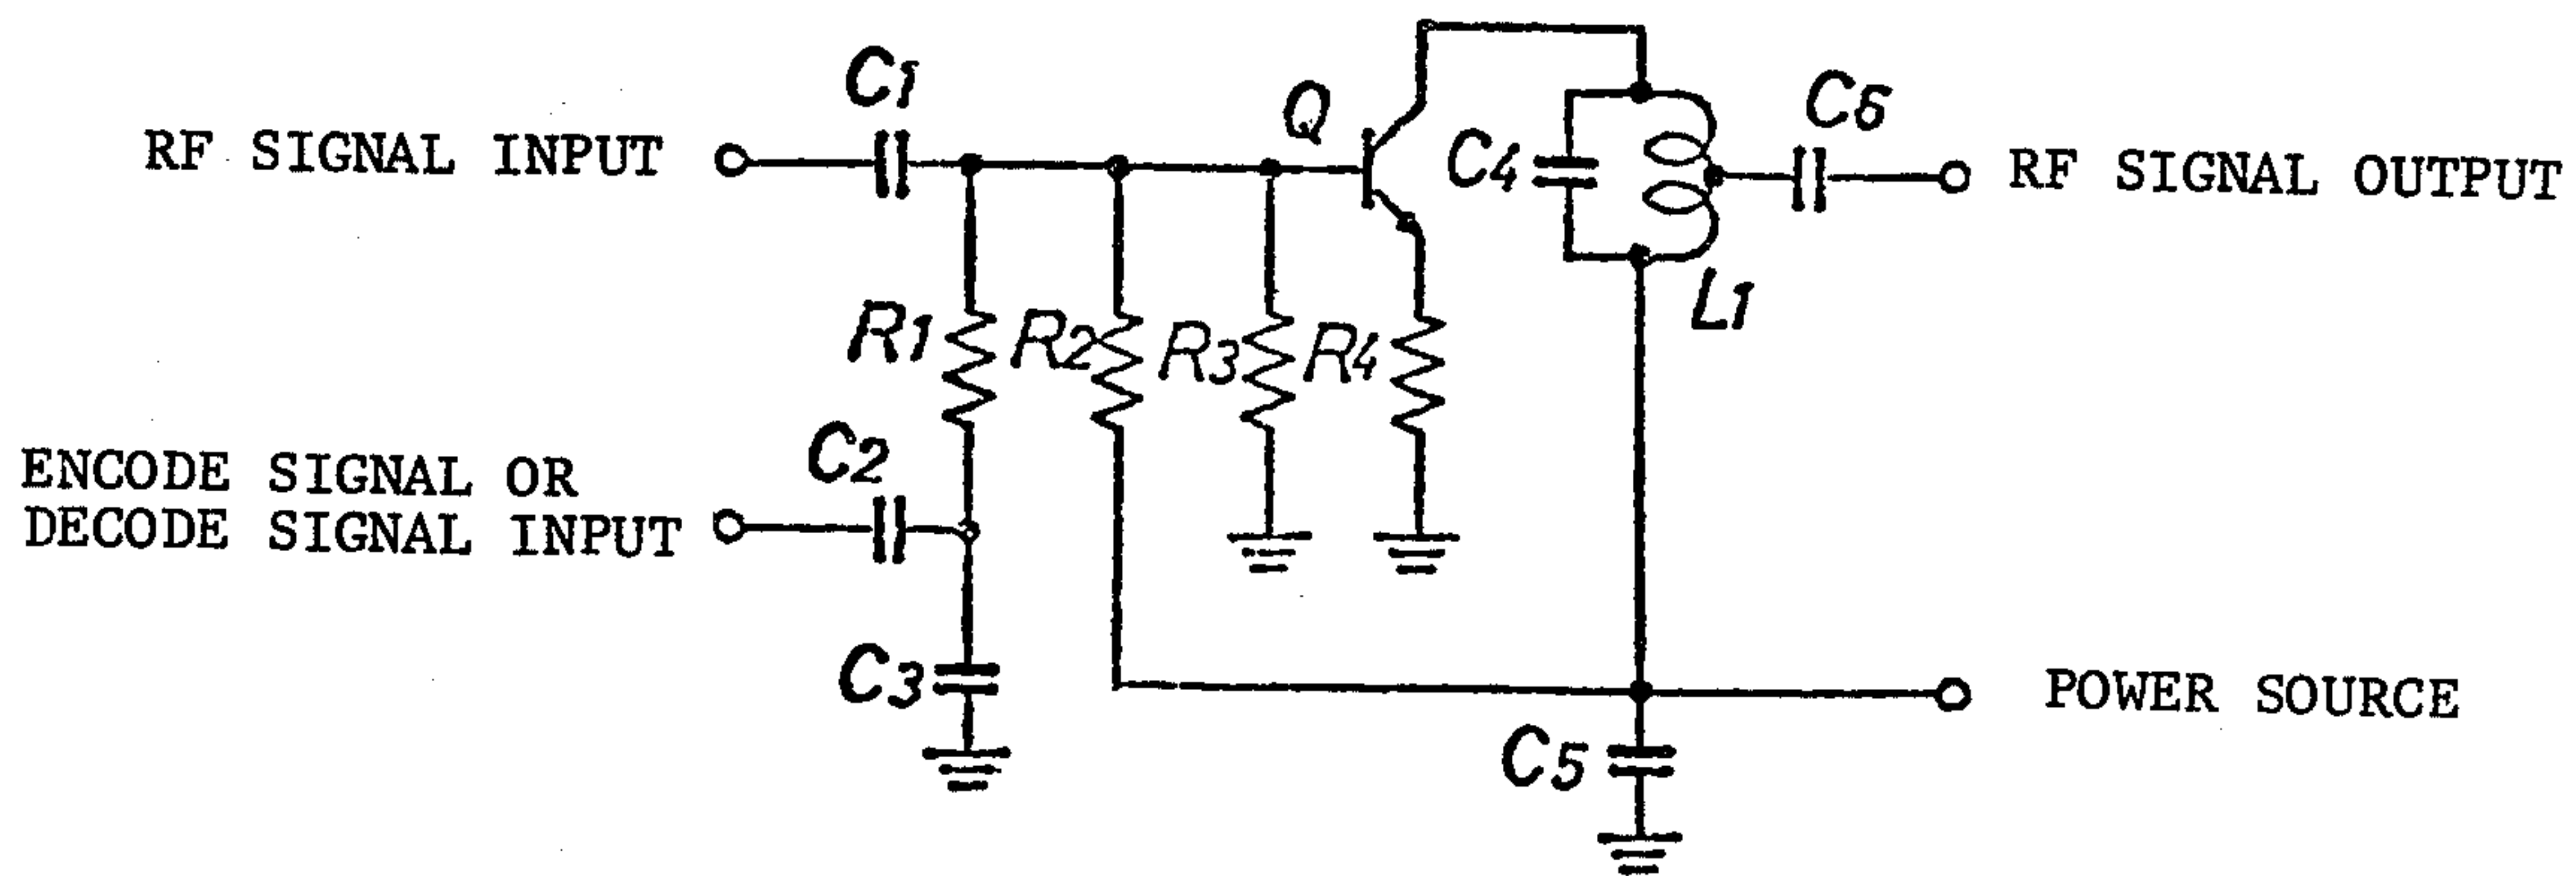 C1
Q
C6
RF SIGNAL INPUT
C4
RF SIGNAL OUTPUT
L1
R1
R2
R3
R4
C2
ENCODE SIGNAL OR
DECODE SIGNAL INPUT
C3
POWER SOURCE
C5